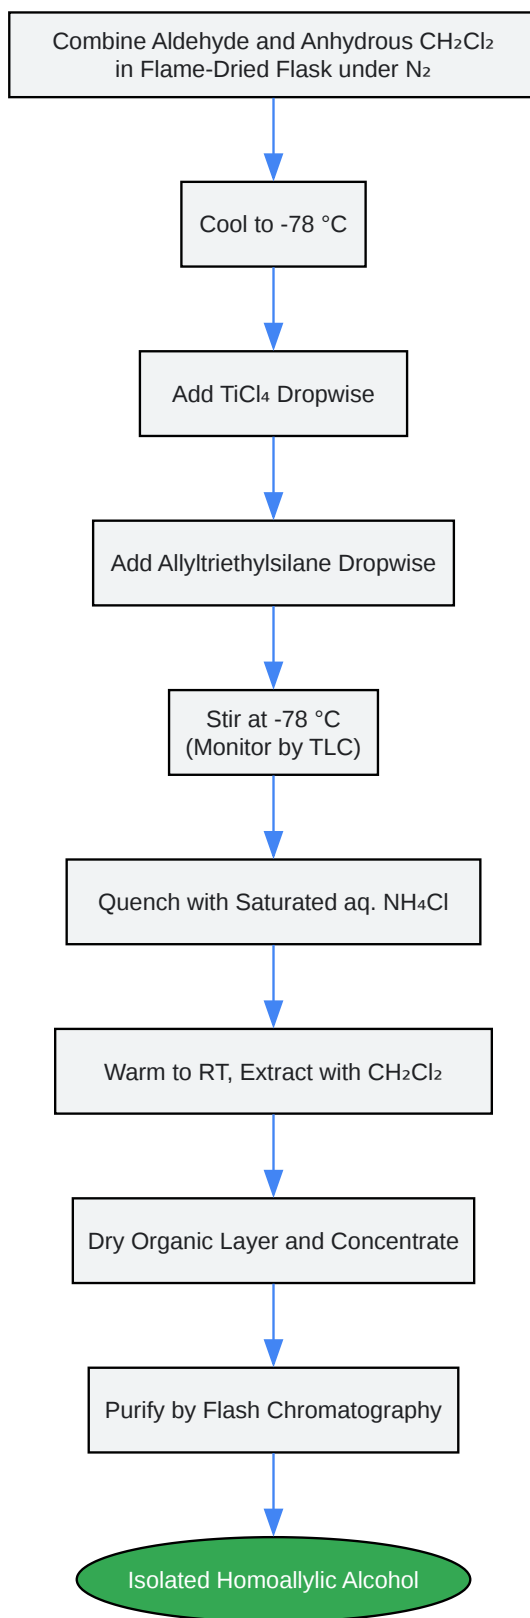 Combine Aldehyde and Anhydrous CH₂Cl₂
in Flame-Dried Flask under N₂
Cool to -78 °C
Add TiCl₄ Dropwise
Add Allyltriethylsilane Dropwise
Stir at -78 °C
(Monitor by TLC)
Quench with Saturated aq. NH₄Cl
Warm to RT, Extract with CH₂Cl₂
Dry Organic Layer and Concentrate
Purify by Flash Chromatography
Isolated Homoallylic Alcohol